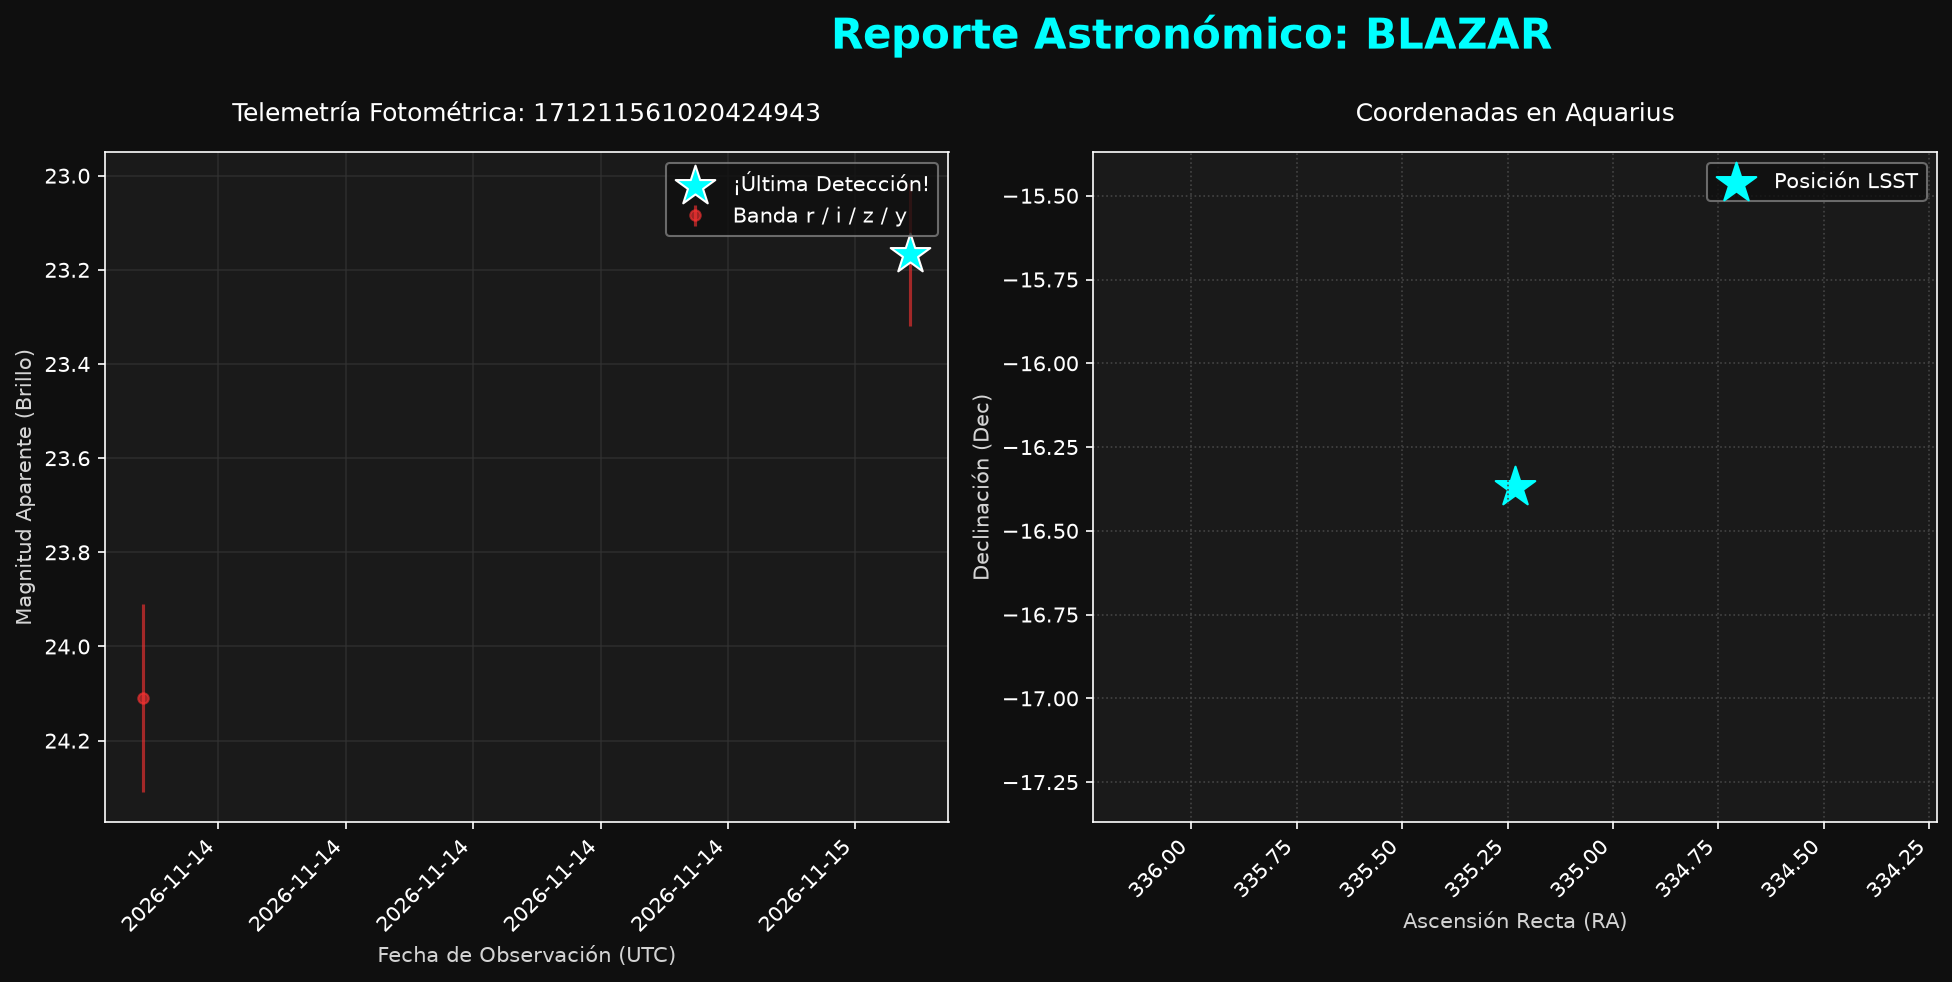 Reporte Astronómico: BLAZAR
Telemetría Fotométrica: 171211561020424943
¡Última Detección!
Banda r / i / z / y
Magnitud Aparente (Brillo)
23.0
23.2
23.4
23.6
23.8
24.0
24.2
2026-11-14
2026-11-14
2026-11-14
2026-11-14
2026-11-14
2026-11-15
Fecha de Observación (UTC)
Coordenadas en Aquarius
Posición LSST
Declinación (Dec)
−15.50
−15.75
−16.00
−16.25
−16.50
−16.75
−17.00
−17.25
336.00
335.75
335.50
335.25
335.00
334.75
334.50
334.25
Ascensión Recta (RA)